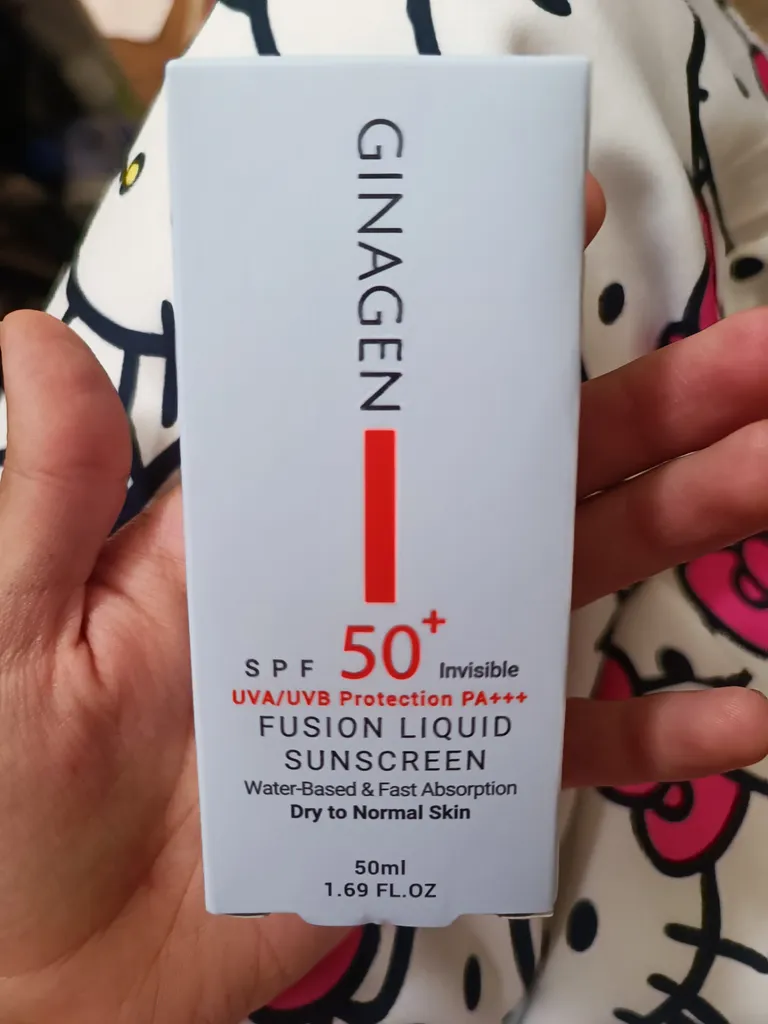 GINAGEN
SPF 50+ Invisible
UVA/UVB Protection PA+++
FUSION LIQUID
SUNSCREEN
Water-Based & Fast Absorption
Dry to Normal Skin
50ml
1.69 FL.OZ